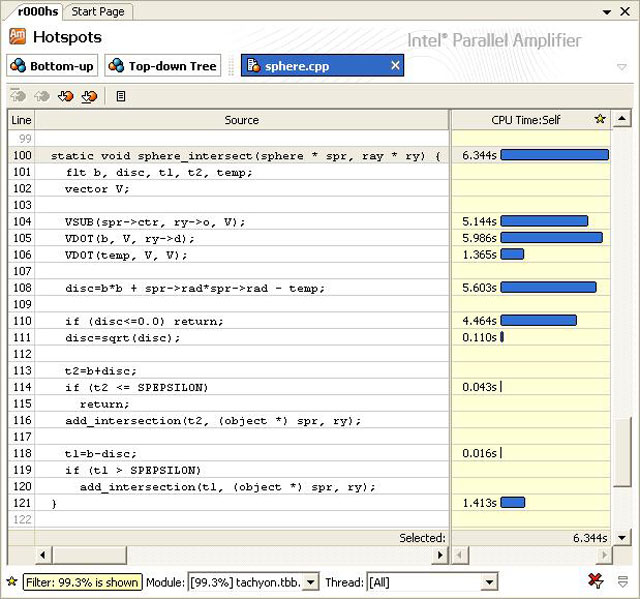 r000hs Start Page
Hotspots
Intel® Parallel Amplifier
Bottom-up Top-down Tree sphere.cpp
Line Source CPU Time:Self
99
100 static void sphere_intersect(sphere * spr, ray * ry) { 6.344s
101 flt b, disc, t1, t2, temp;
102 vector V;
103
104 VSUB(spr->ctr, ry->o, V); 5.144s
105 VDOT(b, V, ry->d); 5.986s
106 VDOT(temp, V, V); 1.365s
107
108 disc=b*b + spr->rad*spr->rad - temp; 5.603s
109
110 if (disc<=0.0) return; 4.464s
111 disc=sqrt(disc); 0.110s
112
113 t2=b+disc;
114 if (t2 <= SPEPSILON) 0.043s
115 return;
116 add_intersection(t2, (object *) spr, ry);
117
118 t1=b-disc; 0.016s
119 if (t1 > SPEPSILON)
120 add_intersection(t1, (object *) spr, ry);
121 } 1.413s
122
Selected: 6.344s
Filter: 99.3% is shown Module: [99.3%] tachyon.tbb. Thread: [All]